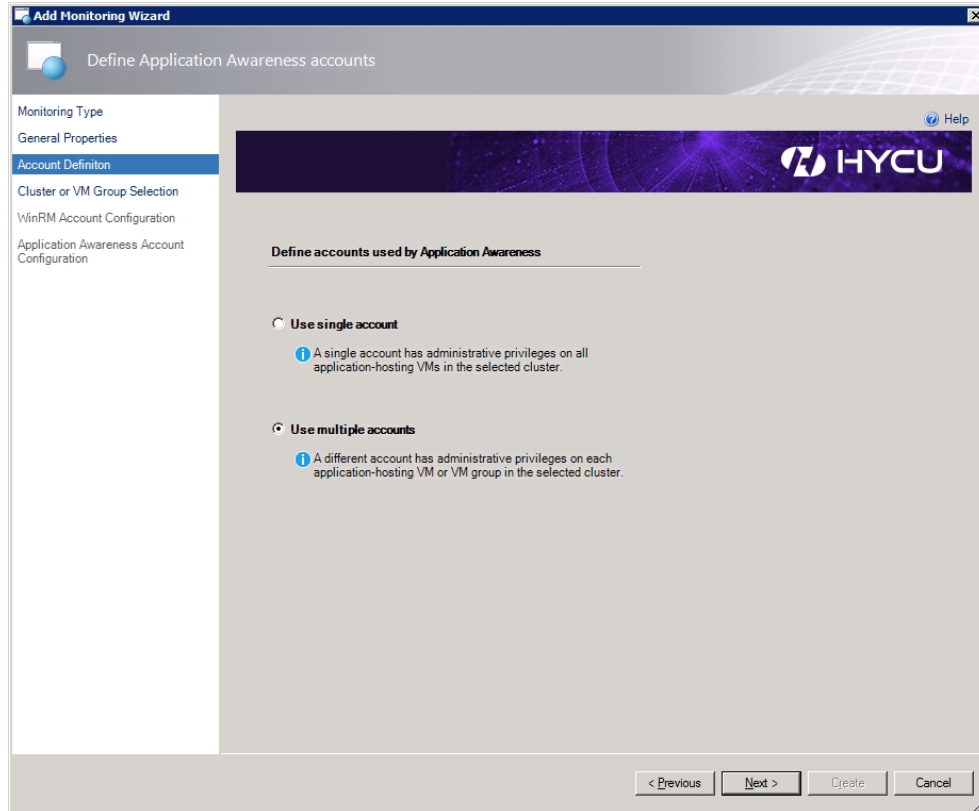 Add Monitoring Wizard
Define Application Awareness accounts
Monitoring Type
General Properties
Account Definiton
Cluster or VM Group Selection
WinRM Account Configuration
Application Awareness Account
Configuration
Help
HYCU
Define accounts used by Application Awareness
Use single account
A single account has administrative privileges on all
application-hosting VMs in the selected cluster.
Use multiple accounts
A different account has administrative privileges on each
application-hosting VM or VM group in the selected cluster.
< Previous
Next >
Create
Cancel